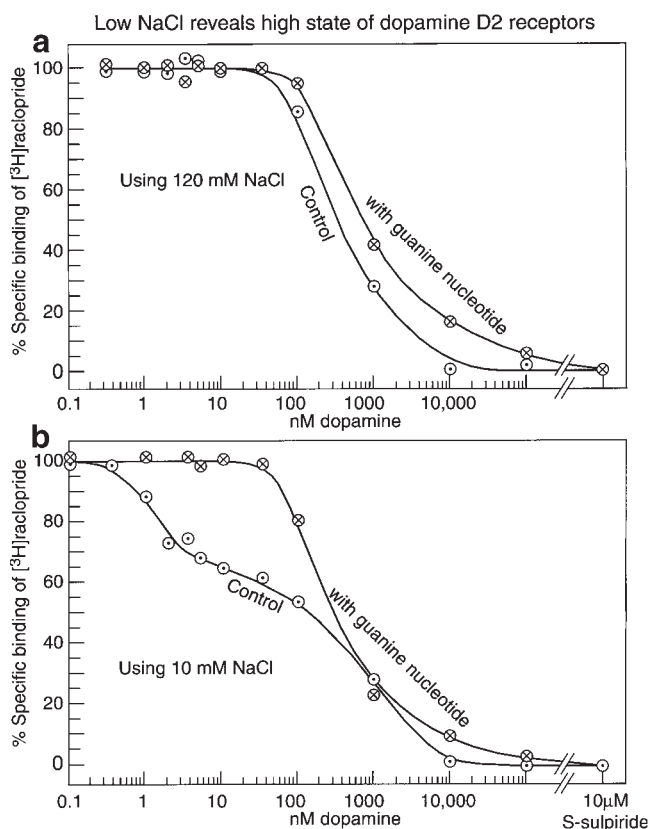 Low NaCl reveals high state of dopamine D2 receptors
a
% Specific binding of [³H]raclopride
100
80
60
40
20
0
Using 120 mM NaCl
Control
with guanine nucleotide
0.1 1 10 100 1000 10,000
nM dopamine
b
% Specific binding of [³H]raclopride
100
80
60
40
20
0
Control
with guanine nucleotide
Using 10 mM NaCl
0.1 1 10 100 1000 10,000 10µM
nM dopamine S-sulpiride